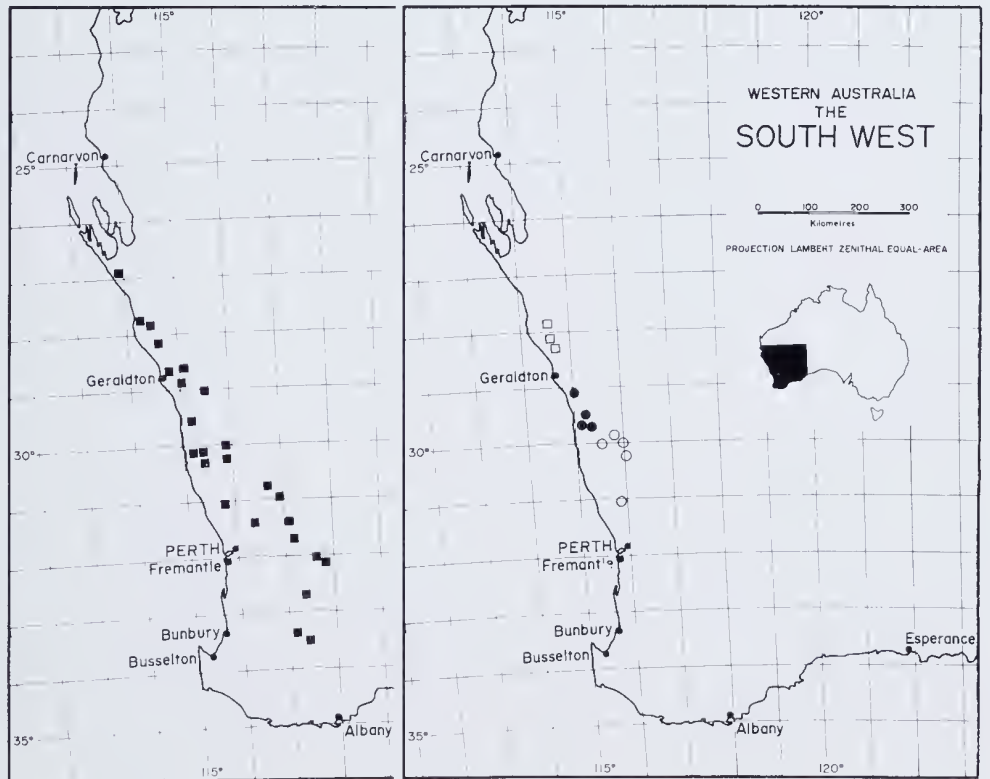 115°
Carnarvon
25°
Geraldton
30°
PERTH
Fremantle
Bunbury
Busselton
Albany
35°
115°
115°
120°
WESTERN AUSTRALIA
THE
SOUTH WEST
0 100 200 300
Kilometres
PROJECTION LAMBERT ZENITHAL EQUAL-AREA
Carnarvon
25°
Geraldton
30°
PERTH
Fremantle
Bunbury
Busselton
Esperance
Albany
35°
115°
120°